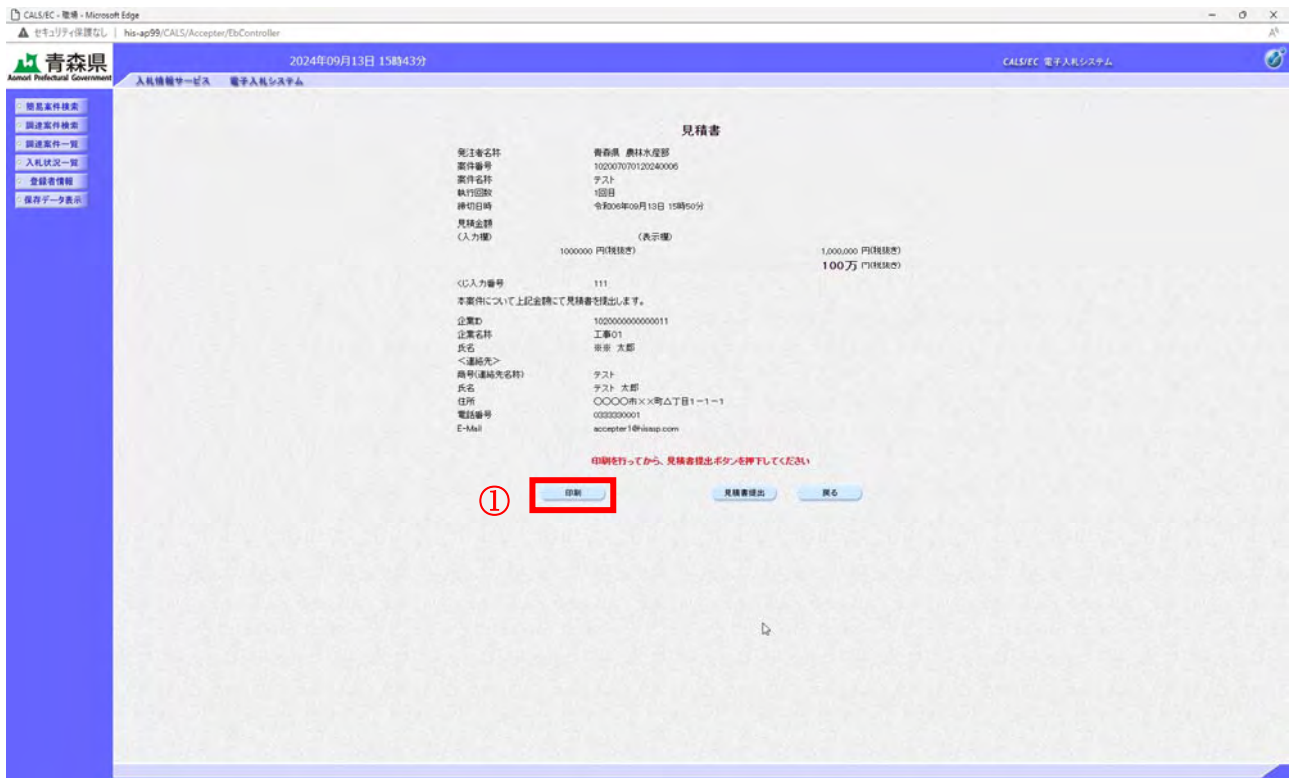 CALS/EC - 職場 - Microsoft Edge
セキュリティ保護なし | his-ap99/CALS/Accepter/EbController
青森県
Aomori Prefectural Government
2024年09月13日 15時43分
CALS/EC 電子入札システム
入札情報サービス 電子入札システム
簡易案件検索
調達案件検索
調達案件一覧
入札状況一覧
登録者情報
保存データ表示
見積書
発注者名称 青森県 農林水産部
案件番号 102007070120240006
案件名称 テスト
執行回数 1回目
締切日時 令和06年09月13日 15時50分
見積金額
(入力欄) (表示欄)
1000000 円(税抜き) 1,000,000 円(税抜き)
100万 円(税抜き)
くじ入力番号 111
本案件について上記金額にて見積書を提出します。
企業ID 1020000000000011
企業名称 工事01
氏名 ※※ 太郎
<連絡先>
商号(連絡先名称) テスト
氏名 テスト 太郎
住所 〇〇〇〇市××町△丁目1-1-1
電話番号 0333330001
E-Mail accepter1@hisasp.com
印刷を行ってから、見積書提出ボタンを押下してください
① 印刷 見積書提出 戻る